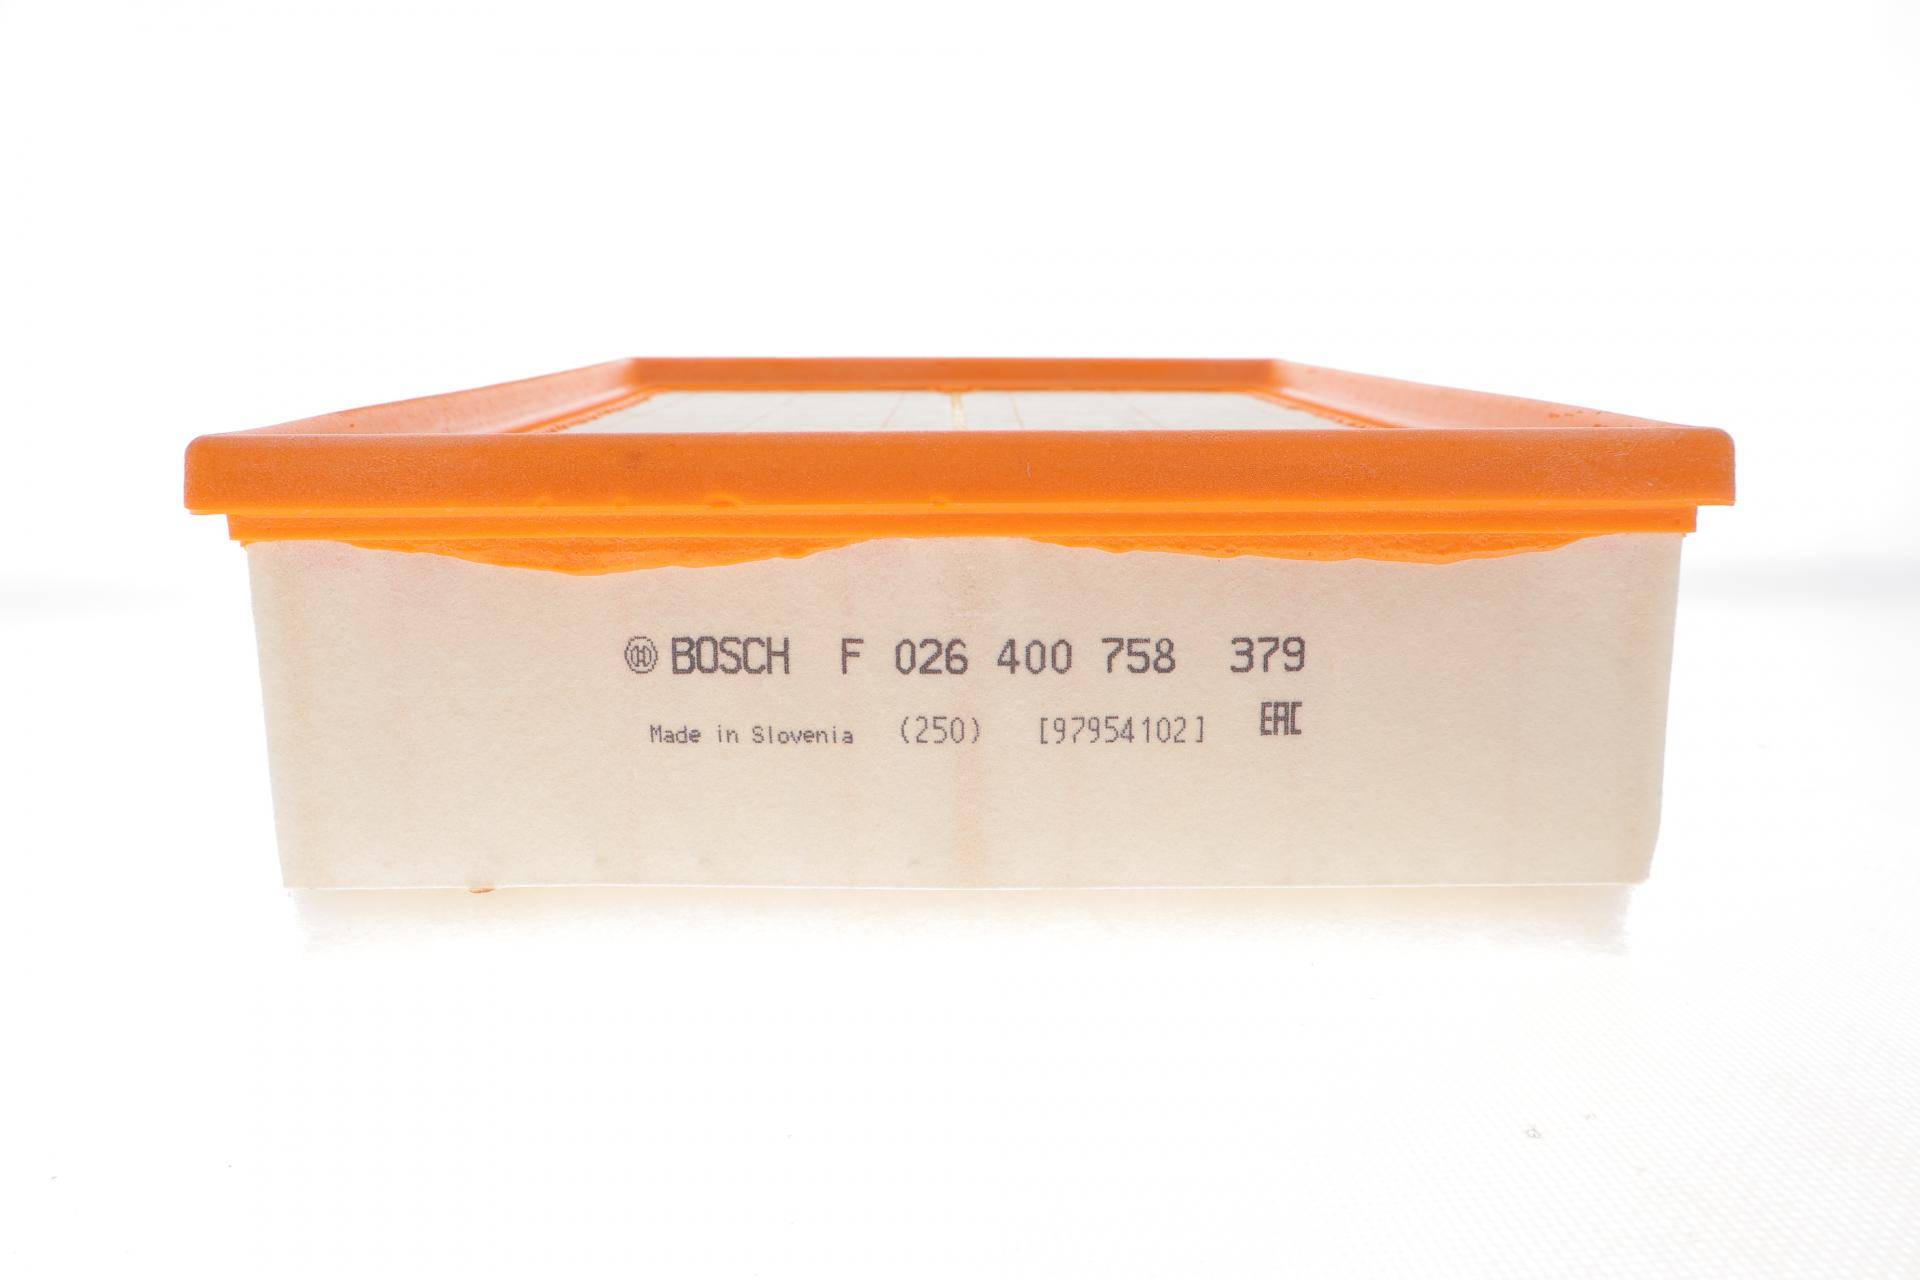 BOSCH F 026 400 758 379
Made in Slovenia (250) [97954102] EAC